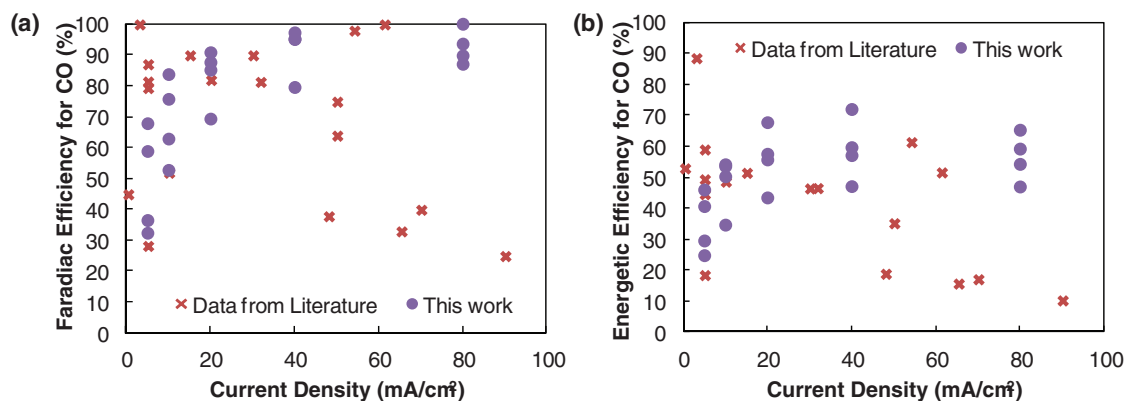 (a)
Faradiac Efficiency for CO (%)
100
90
80
70
60
50
40
30
20
10
0
Data from Literature
This work
0 20 40 60 80 100
Current Density (mA/cm²)
(b)
Energetic Efficiency for CO (%)
100
90
80
70
60
50
40
30
20
10
0
Data from Literature
This work
0 20 40 60 80 100
Current Density (mA/cm²)